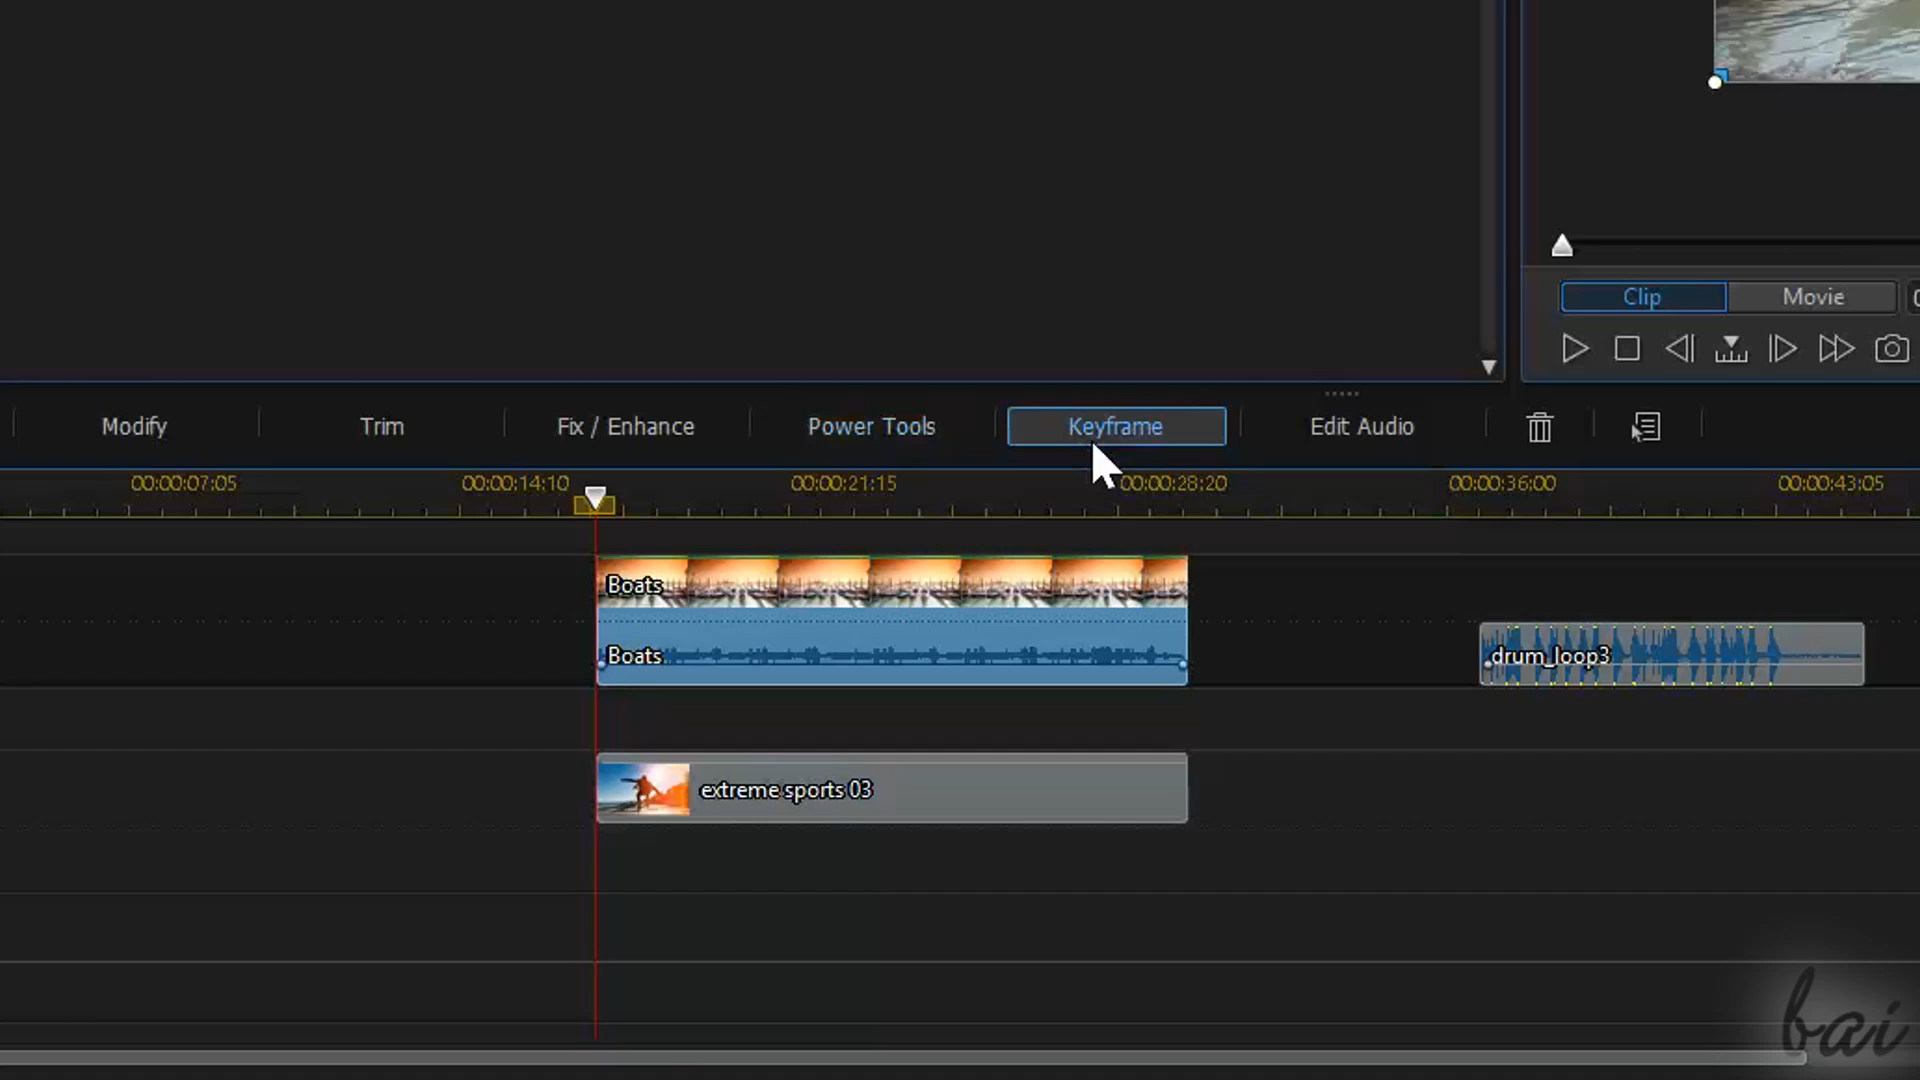 Clip Movie
Modify Trim Fix / Enhance Power Tools Keyframe Edit Audio
00:00:07:05 00:00:14:10 00:00:21:15 00:00:28:20 00:00:36:00 00:00:43:05
Boats
Boats
drum_loop3
extreme sports 03
bai